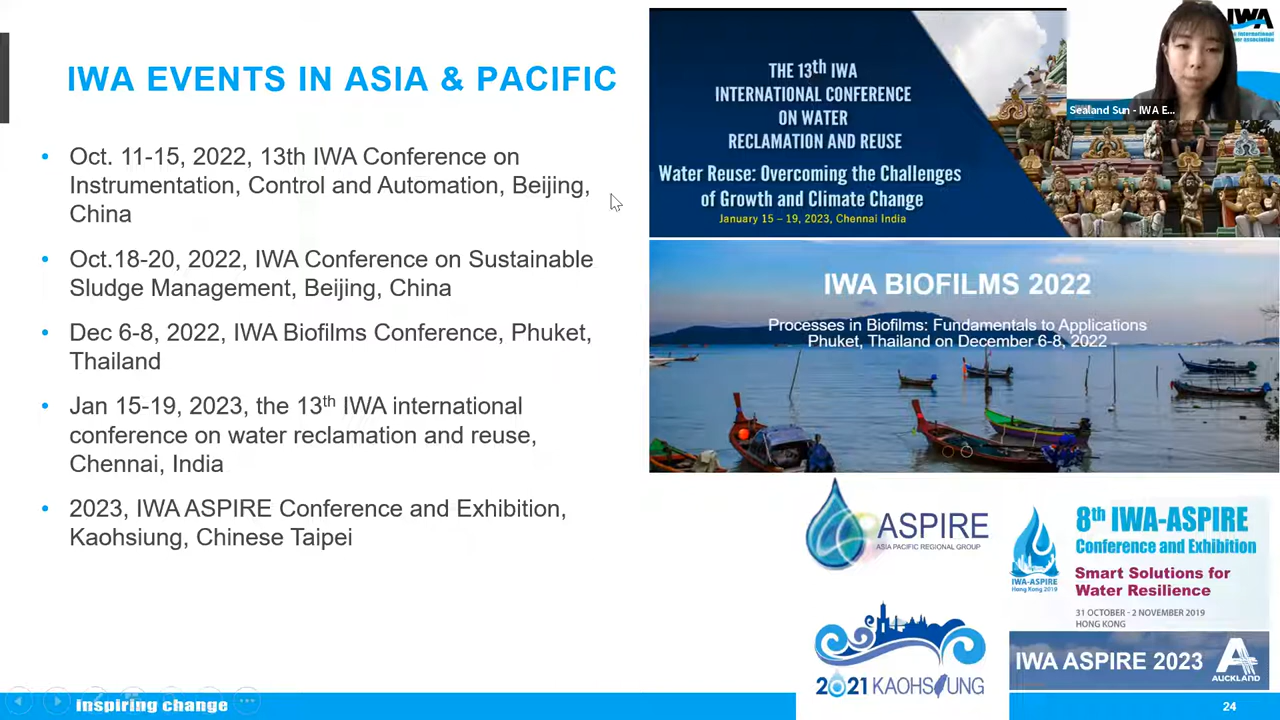 IWA EVENTS IN ASIA & PACIFIC
• Oct. 11-15, 2022, 13th IWA Conference on
Instrumentation, Control and Automation, Beijing,
China
• Oct.18-20, 2022, IWA Conference on Sustainable
Sludge Management, Beijing, China
• Dec 6-8, 2022, IWA Biofilms Conference, Phuket,
Thailand
• Jan 15-19, 2023, the 13th IWA international
conference on water reclamation and reuse,
Chennai, India
• 2023, IWA ASPIRE Conference and Exhibition,
Kaohsiung, Chinese Taipei
THE 13th IWA
INTERNATIONAL CONFERENCE
ON WATER
RECLAMATION AND REUSE
Water Reuse: Overcoming the Challenges
of Growth and Climate Change
January 15 – 19, 2023, Chennai India
IWA
Sealand Sun - IWA E...
IWA BIOFILMS 2022
Processes in Biofilms: Fundamentals to Applications
Phuket, Thailand on December 6-8, 2022
ASPIRE
ASIA PACIFIC REGIONAL GROUP
8th IWA-ASPIRE
Conference and Exhibition
Smart Solutions for
Water Resilience
31 OCTOBER - 2 NOVEMBER 2019
HONG KONG
IWA-ASPIRE
Hong Kong 2019
2021 KAOHSIUNG
IWA ASPIRE 2023
AUCKLAND
inspiring change
24